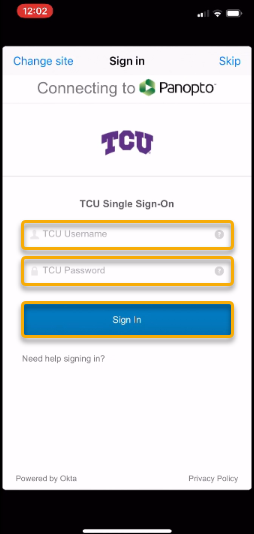 12:02
Change site Sign in Skip
Connecting to Panopto
TCU
TCU Single Sign-On
TCU Username
TCU Password
Sign In
Need help signing in?
Powered by Okta Privacy Policy